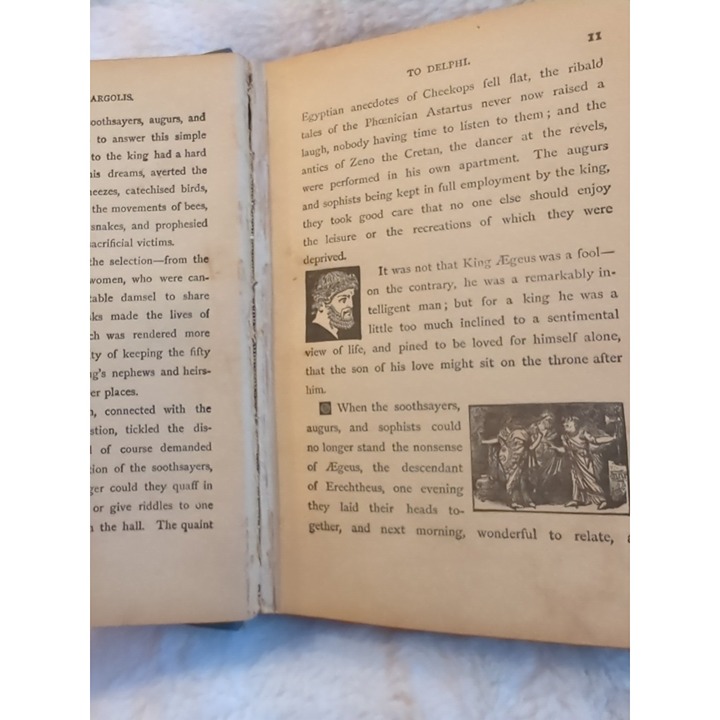 ARGOLIS.
soothsayers, augurs, and
to answer this simple
to the king had a hard
his dreams, averted the
catechised birds,
the movements of bees,
snakes, and prophesied
sacrificial victims.
the selection—from the
women, who were can-
table damsel to share
made the lives of
was rendered more
ty of keeping the fifty
nephews and heirs-
er places.
connected with the
tickled the dis-
of course demanded
tion of the soothsayers,
ger could they quaff in
or give riddles to one
the hall. The quaint
TO DELPHI.
11
Egyptian anecdotes of Cheekops fell flat, the ribald
tales of the Phœnician Astartus never now raised a
laugh, nobody having time to listen to them; and the
antics of Zeno the Cretan, the dancer at the revels,
were performed in his own apartment. The augurs
and sophists being kept in full employment by the king,
they took good care that no one else should enjoy
the leisure or the recreations of which they were
deprived.
It was not that King Ægeus was a fool—
on the contrary, he was a remarkably in-
telligent man; but for a king he was a
little too much inclined to a sentimental
view of life, and pined to be loved for himself alone,
that the son of his love might sit on the throne after
him.
When the soothsayers,
augurs, and sophists could
no longer stand the nonsense
of Ægeus, the descendant
of Erechtheus, one evening
they laid their heads to-
gether, and next morning, wonderful to relate,